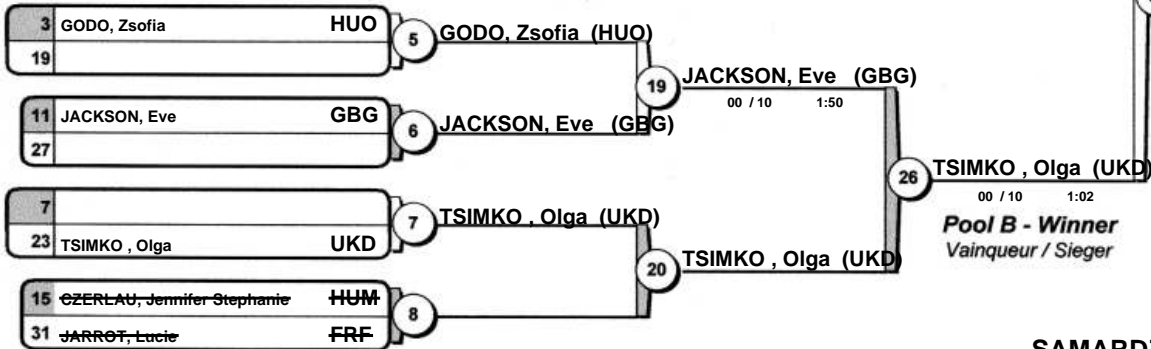 3 GODO, Zsofia HUO
19
5 GODO, Zsofia (HUO)
19 JACKSON, Eve (GBG)
00 / 10 1:50
11 JACKSON, Eve GBG
27
6 JACKSON, Eve (GBG)
26 TSIMKO , Olga (UKD)
00 / 10 1:02
Pool B - Winner
Vainqueur / Sieger
7
23 TSIMKO , Olga UKD
7 TSIMKO , Olga (UKD)
20 TSIMKO , Olga (UKD)
15 CZERLAU, Jennifer Stephanie HUM
31 JARROT, Lucie FRF
8